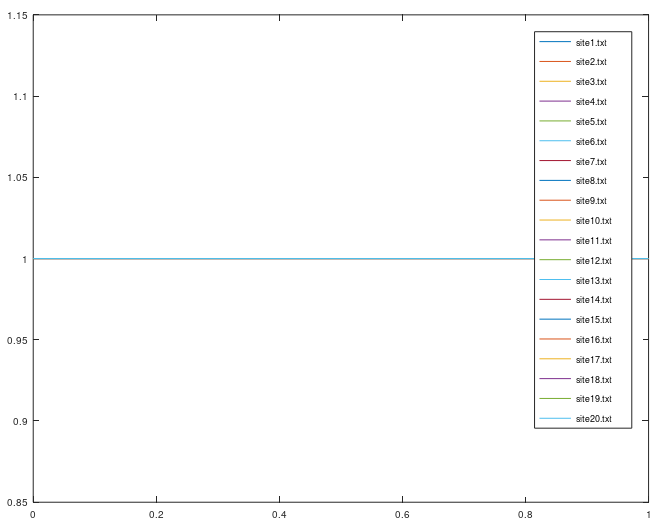 1.15
1.1
1.05
1
0.95
0.9
0.85
0
0.2
0.4
0.6
0.8
1
site1.txt
site2.txt
site3.txt
site4.txt
site5.txt
site6.txt
site7.txt
site8.txt
site9.txt
site10.txt
site11.txt
site12.txt
site13.txt
site14.txt
site15.txt
site16.txt
site17.txt
site18.txt
site19.txt
site20.txt